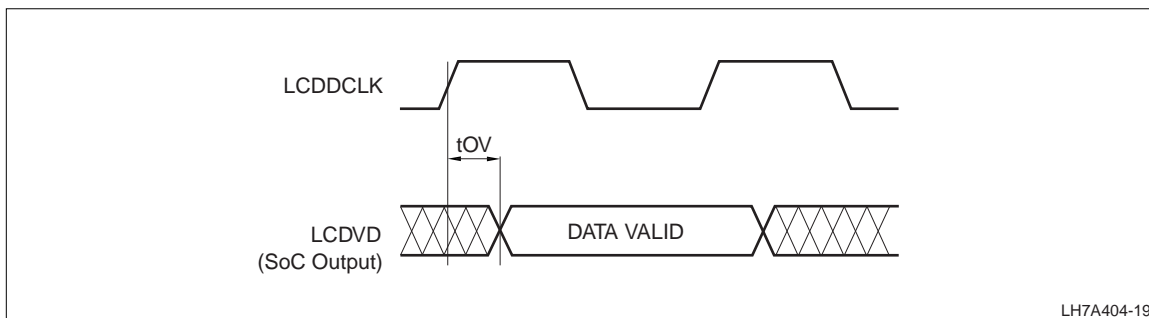 LCDDCLK
tOV
LCDVD
(SoC Output)
DATA VALID
LH7A404-19